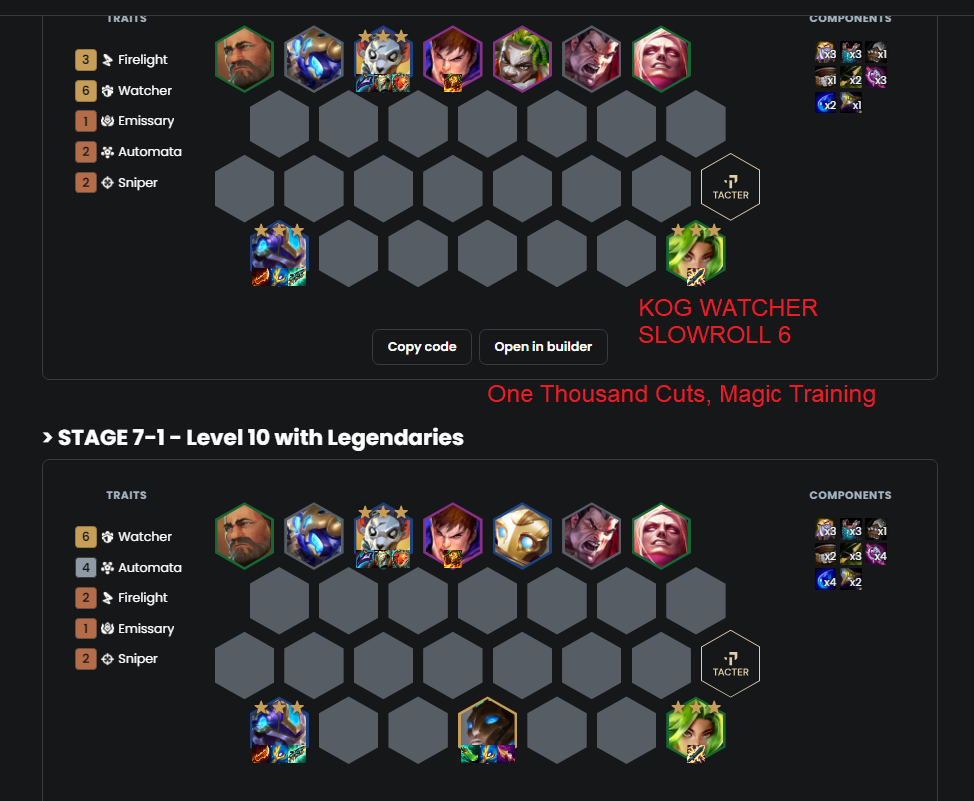 TRAITS
COMPONENTS
3 Firelight
6 Watcher
1 Emissary
2 Automata
2 Sniper
x3 x3 x1
x1 x2 x3
x2 x1
TACTER
KOG WATCHER
SLOWROLL 6
Copy code
Open in builder
One Thousand Cuts, Magic Training
> STAGE 7-1 - Level 10 with Legendaries
TRAITS
COMPONENTS
6 Watcher
4 Automata
2 Firelight
1 Emissary
2 Sniper
x3 x3 x1
x2 x3 x4
x4 x2
TACTER